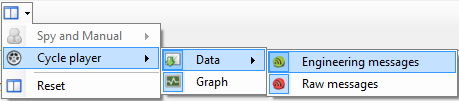 Spy and Manual
Cycle player
Reset
Data
Graph
Engineering messages
Raw messages